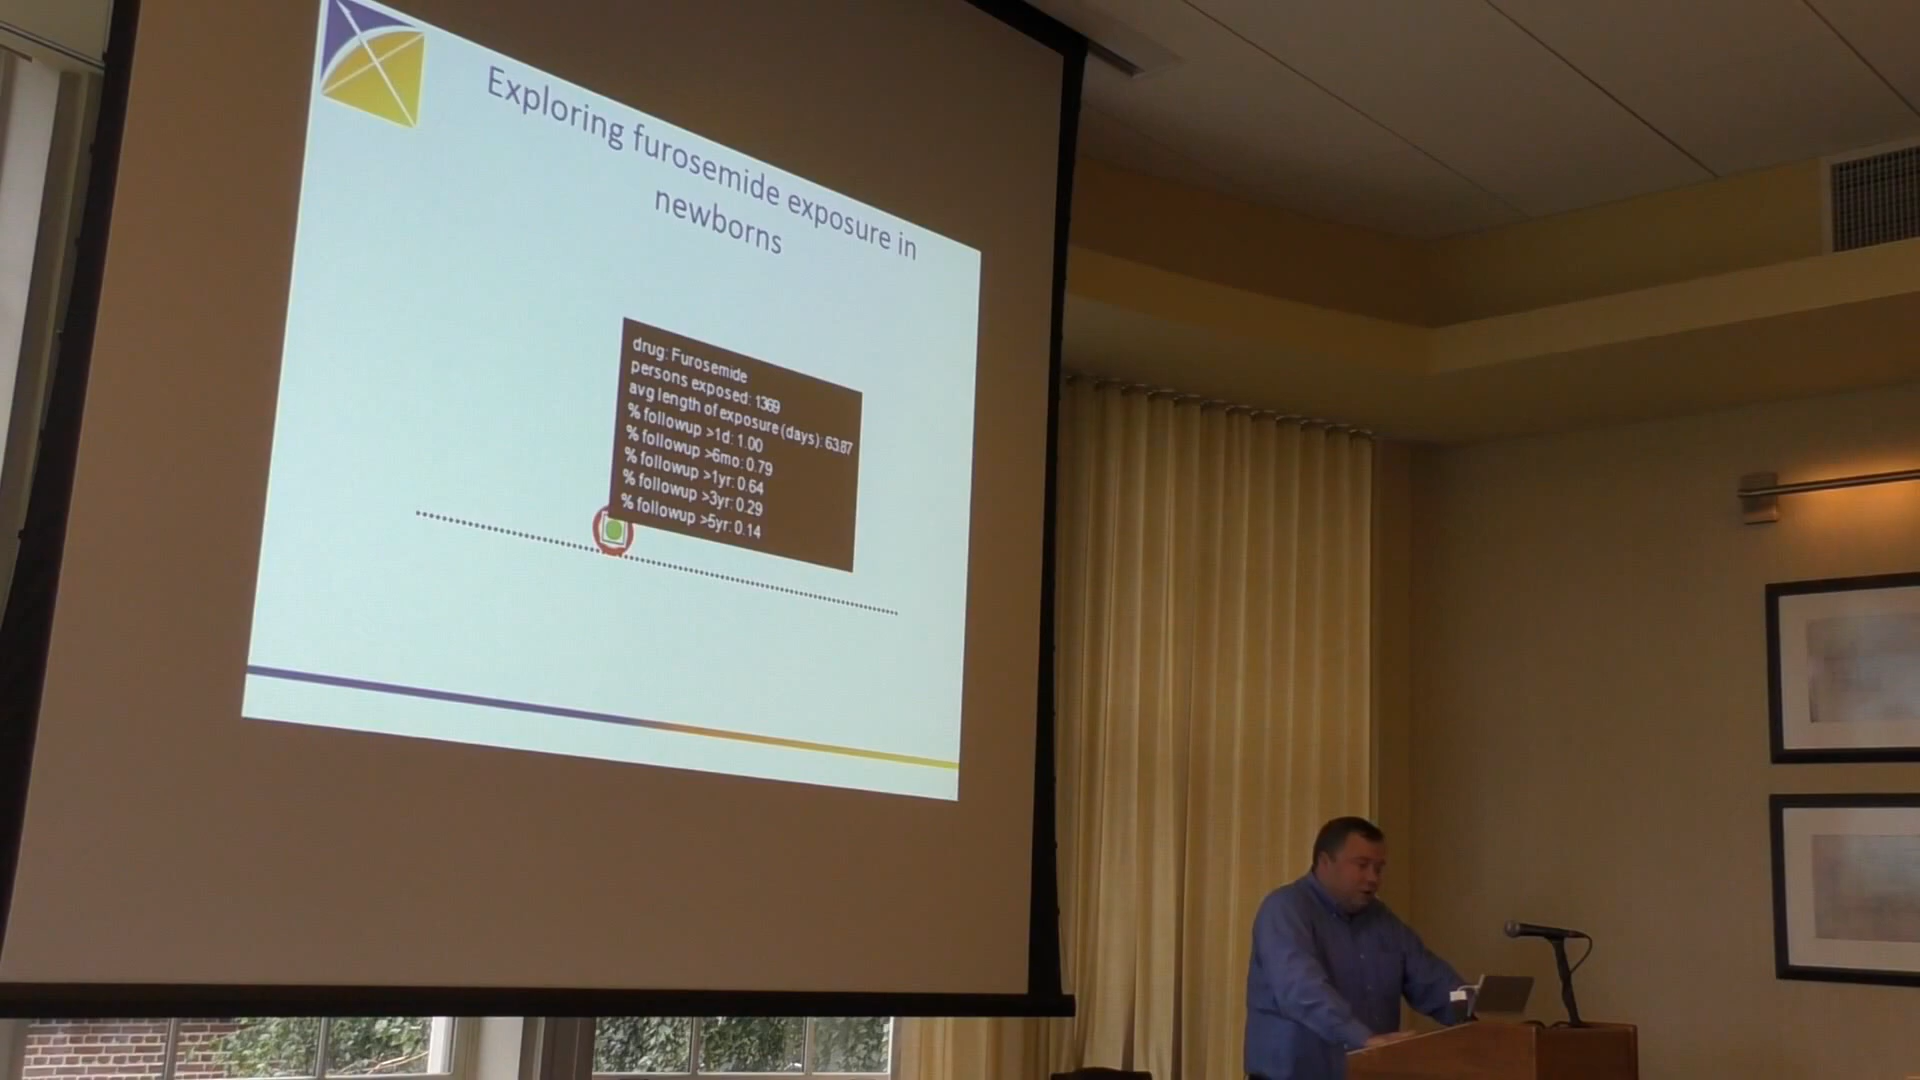 Exploring furosemide exposure in
newborns
drug: Furosemide
persons exposed: 1369
avg length of exposure (days): 63.87
% followup >1d: 1.00
% followup >6mo: 0.79
% followup >1yr: 0.64
% followup >3yr: 0.29
% followup >5yr: 0.14